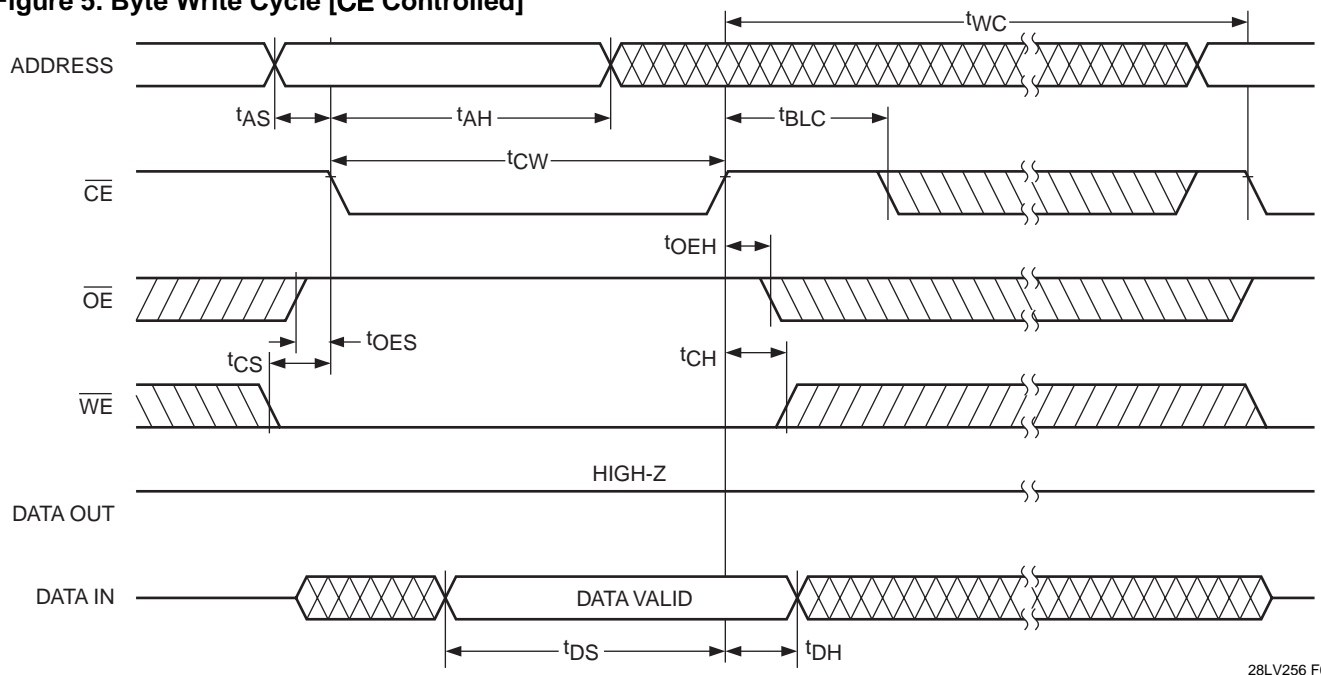 Figure 5. Byte Write Cycle [CE Controlled]
tWC
ADDRESS
tAS
tAH
tBLC
tCW
CE
tOEH
OE
tOES
tCS
tCH
WE
HIGH-Z
DATA OUT
DATA IN
DATA VALID
tDS
tDH
28LV256